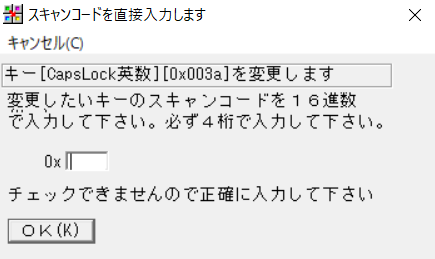 スキャンコードを直接入力します
キャンセル(C)
キー[CapsLock英数][0x003a]を変更します
変更したいキーのスキャンコードを１６進数
で入力して下さい。必ず４桁で入力して下さい。
0x
チェックできませんので正確に入力して下さい
ＯＫ(K)